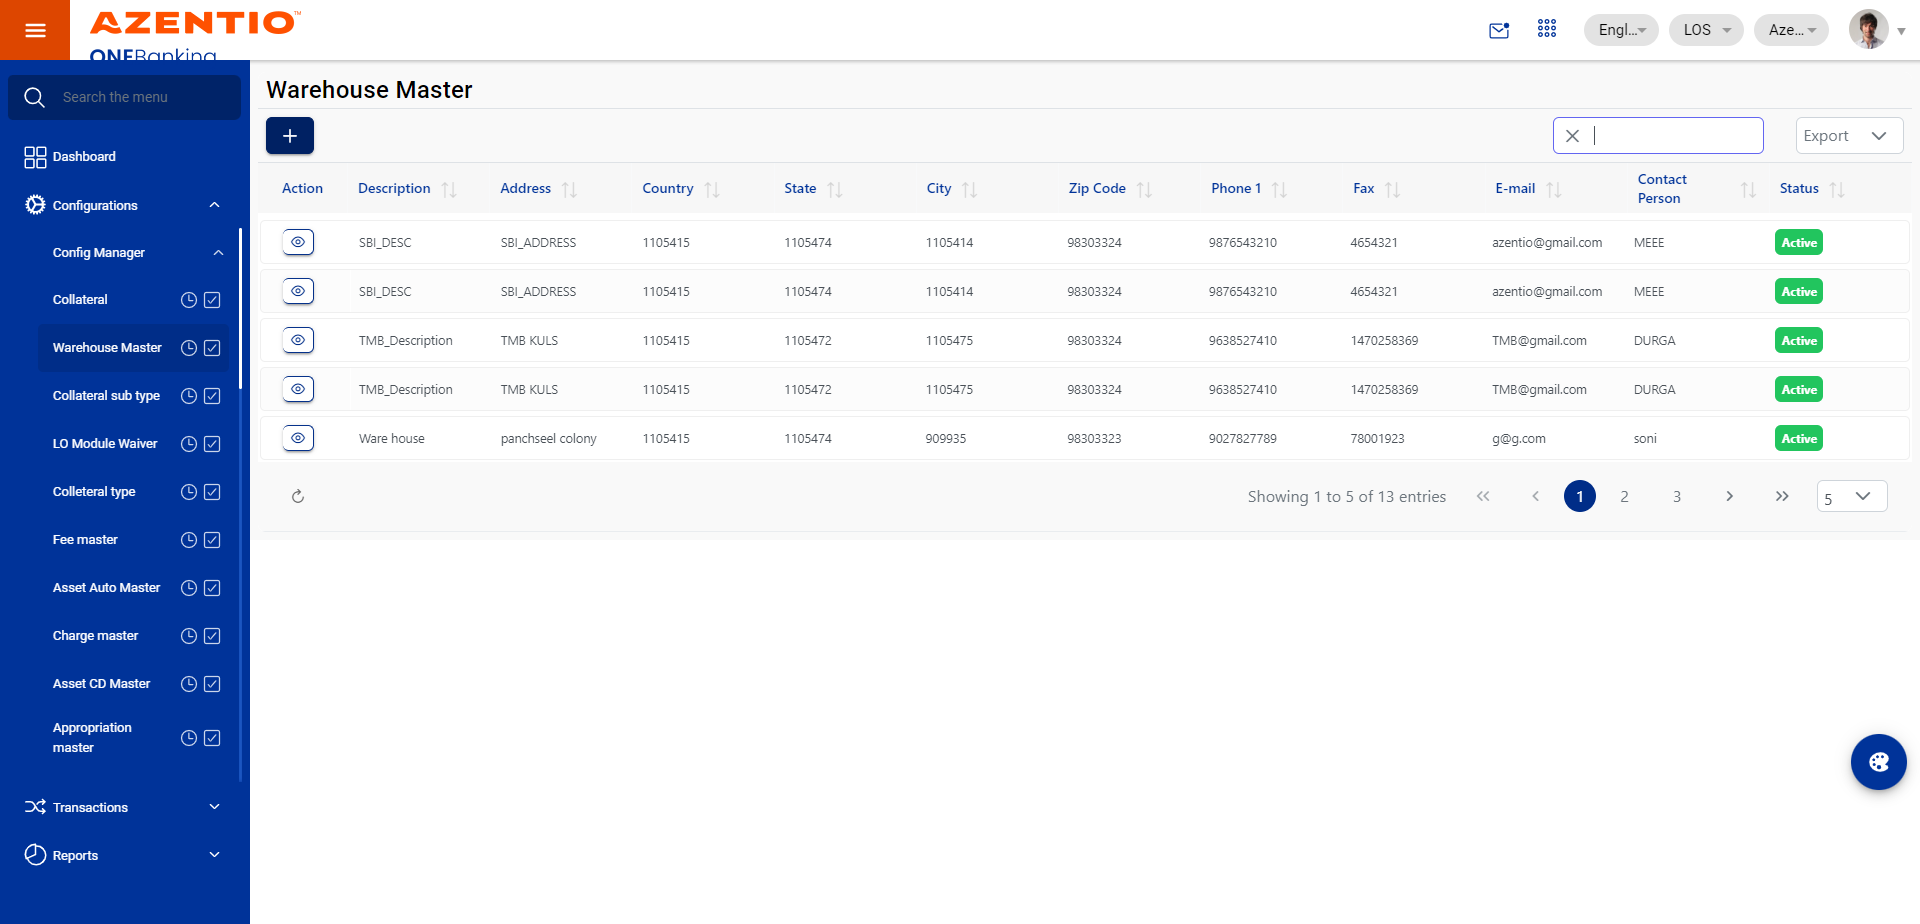 AZENTIO™
ONEBanking
Engl...
LOS
Aze...
Search the menu
Dashboard
Configurations
Config Manager
Collateral
Warehouse Master
Collateral sub type
LO Module Waiver
Colleteral type
Fee master
Asset Auto Master
Charge master
Asset CD Master
Appropriation
master
Transactions
Reports
Warehouse Master
Export
Action Description Address Country State City Zip Code Phone 1 Fax E-mail Contact Person Status
SBI_DESC SBI_ADDRESS 1105415 1105474 1105414 98303324 9876543210 4654321 azentio@gmail.com MEEE Active
SBI_DESC SBI_ADDRESS 1105415 1105474 1105414 98303324 9876543210 4654321 azentio@gmail.com MEEE Active
TMB_Description TMB KULS 1105415 1105472 1105475 98303324 9638527410 1470258369 TMB@gmail.com DURGA Active
TMB_Description TMB KULS 1105415 1105472 1105475 98303324 9638527410 1470258369 TMB@gmail.com DURGA Active
Ware house panchseel colony 1105415 1105474 909935 98303323 9027827789 78001923 g@g.com soni Active
Showing 1 to 5 of 13 entries 1 2 3 5